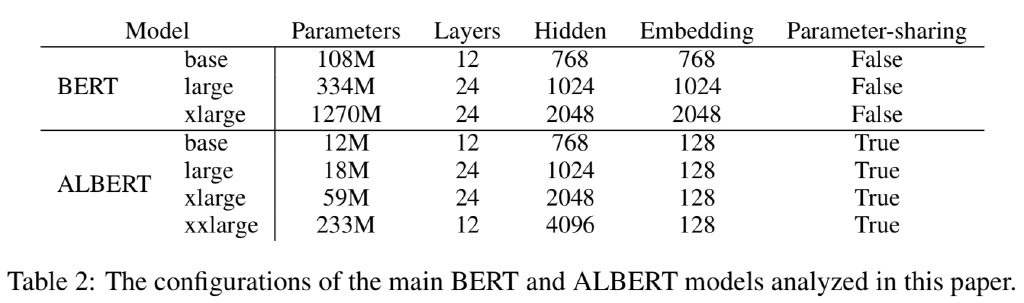 Model Parameters Layers Hidden Embedding Parameter-sharing
base 108M 12 768 768 False
BERT large 334M 24 1024 1024 False
xlarge 1270M 24 2048 2048 False
base 12M 12 768 128 True
large 18M 24 1024 128 True
ALBERT
xlarge 59M 24 2048 128 True
xxlarge 233M 12 4096 128 True
Table 2: The configurations of the main BERT and ALBERT models analyzed in this paper.